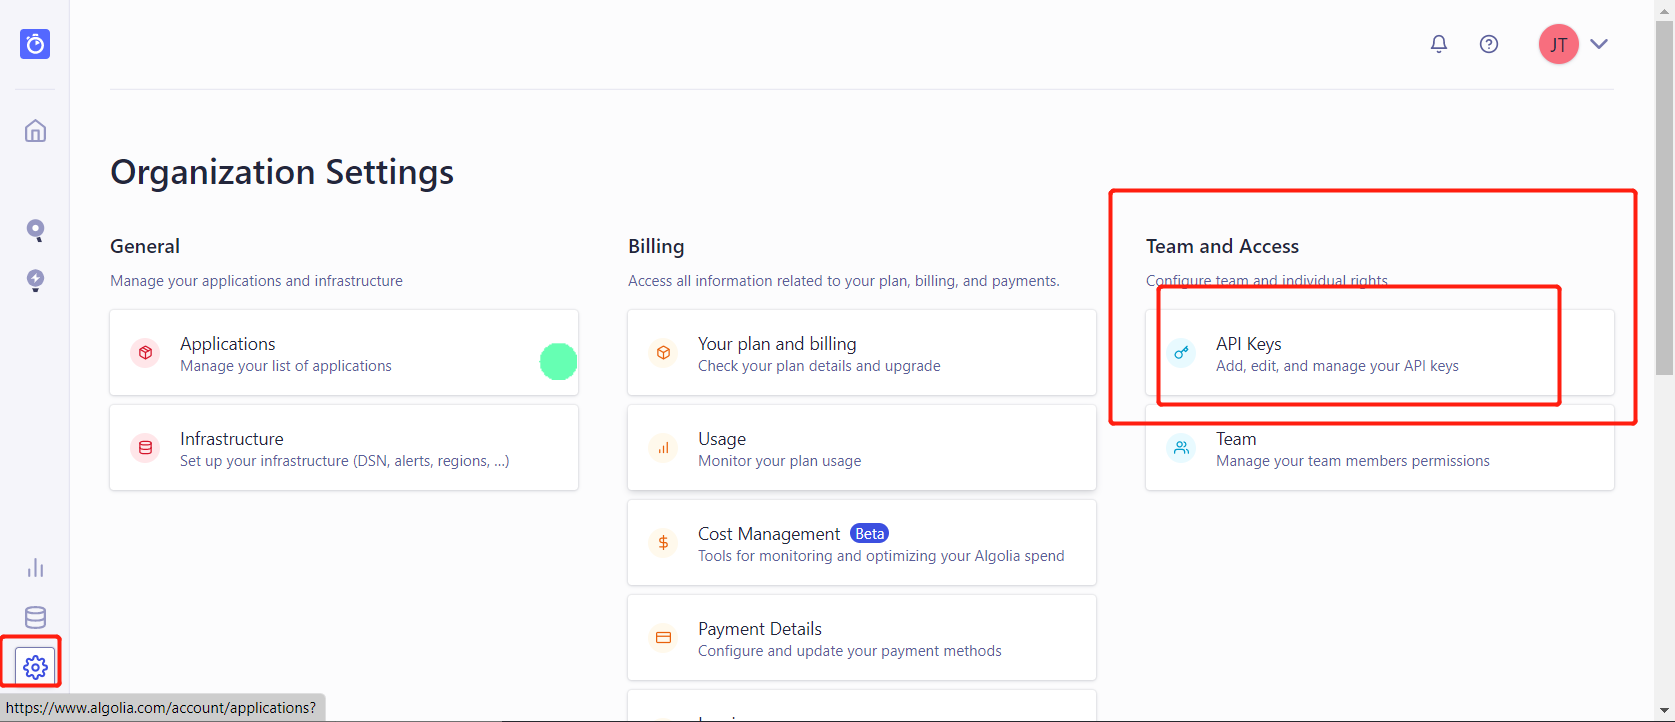 JT
Organization Settings
General
Manage your applications and infrastructure
Applications
Manage your list of applications
Infrastructure
Set up your infrastructure (DSN, alerts, regions, ...)
Billing
Access all information related to your plan, billing, and payments.
Your plan and billing
Check your plan details and upgrade
Usage
Monitor your plan usage
Cost Management Beta
Tools for monitoring and optimizing your Algolia spend
Payment Details
Configure and update your payment methods
Team and Access
Configure team and individual rights
API Keys
Add, edit, and manage your API keys
Team
Manage your team members permissions
https://www.algolia.com/account/applications?